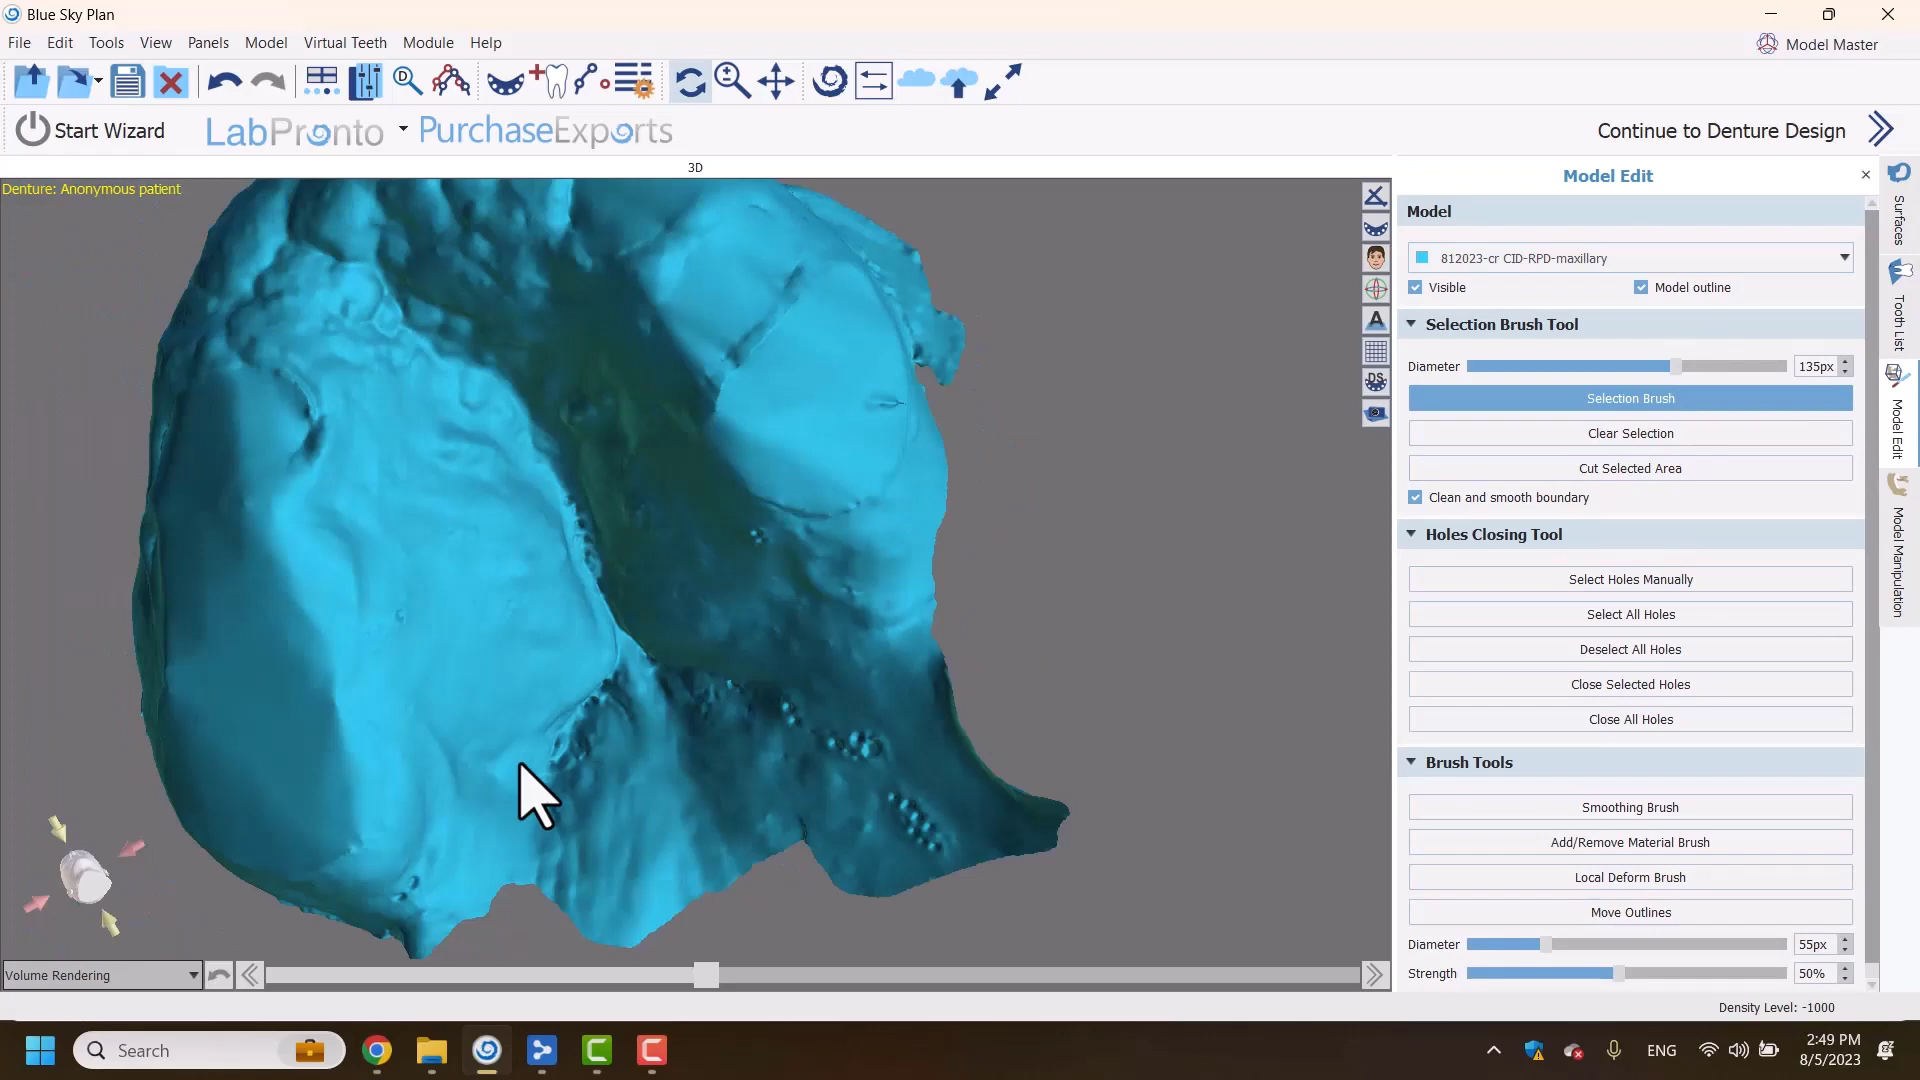 Blue Sky Plan
File Edit Tools View Panels Model Virtual Teeth Module Help
Model Master
D
Start Wizard
LabPronto
PurchaseExports
Continue to Denture Design
3D
Denture: Anonymous patient
A
DS
Model Edit
Model
812023-cr CID-RPD-maxillary
Visible
Model outline
Selection Brush Tool
Diameter
135px
Selection Brush
Clear Selection
Cut Selected Area
Clean and smooth boundary
Holes Closing Tool
Select Holes Manually
Select All Holes
Deselect All Holes
Close Selected Holes
Close All Holes
Brush Tools
Smoothing Brush
Add/Remove Material Brush
Local Deform Brush
Move Outlines
Diameter
55px
Strength
50%
Surfaces
Tooth List
Model Edit
Model Manipulation
Volume Rendering
Density Level: -1000
Search
ENG
2:49 PM
8/5/2023